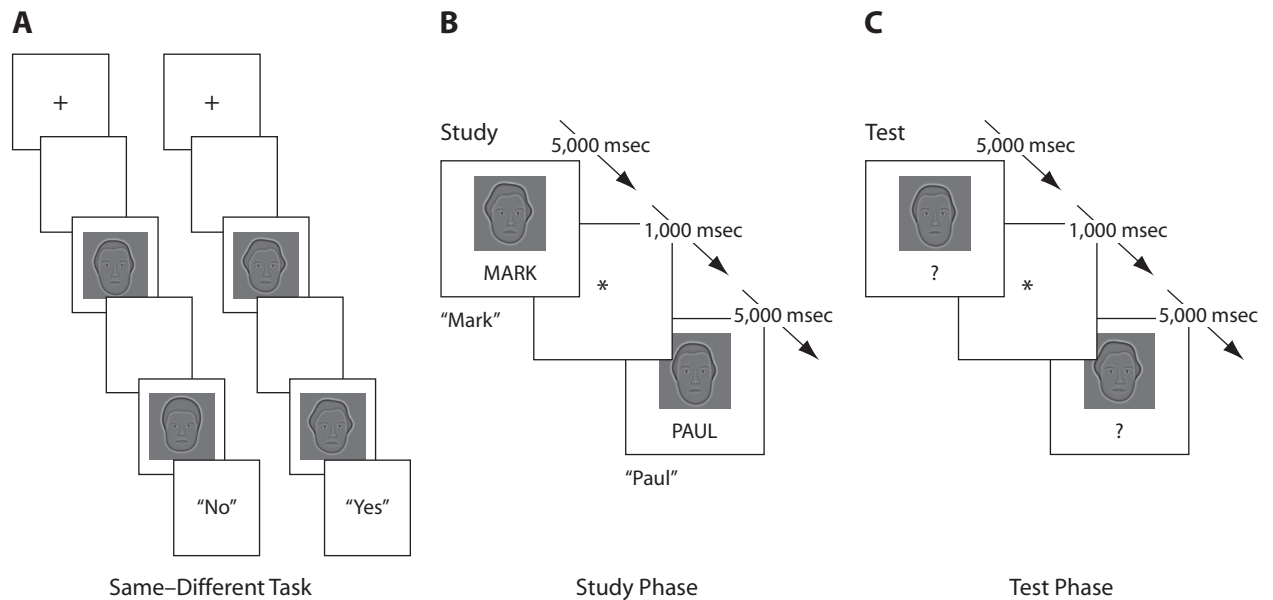 A
+
+
“No”
“Yes”
Same–Different Task
B
Study
5,000 msec
MARK
“Mark”
1,000 msec
*
5,000 msec
PAUL
“Paul”
Study Phase
C
Test
5,000 msec
?
1,000 msec
*
5,000 msec
?
Test Phase